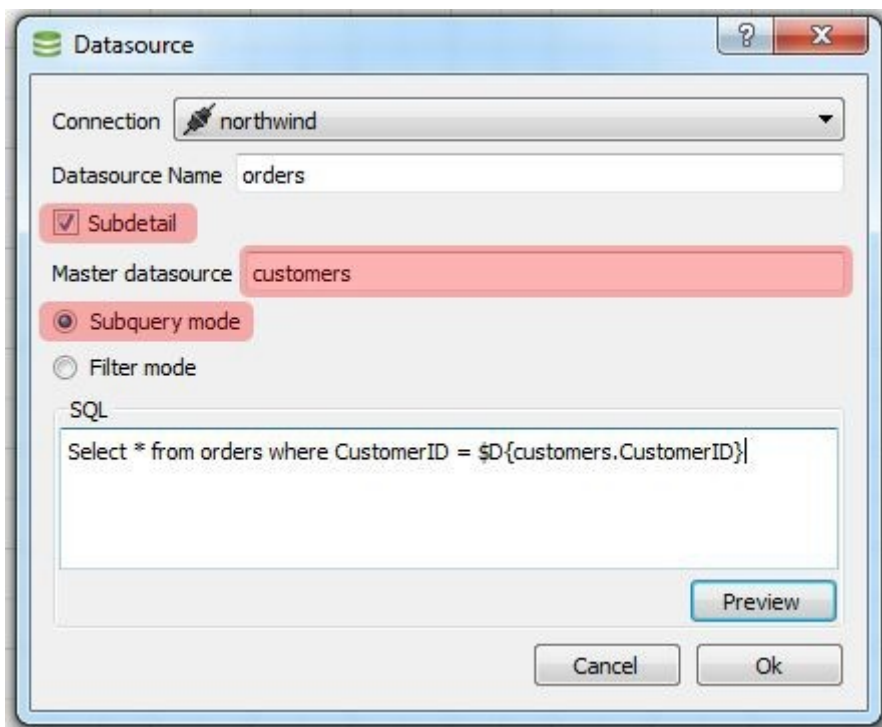 Datasource
?
Connection northwind
Datasource Name orders
Subdetail
Master datasource customers
Subquery mode
Filter mode
SQL
Select * from orders where CustomerID = $D{customers.CustomerID}
Preview
Cancel Ok